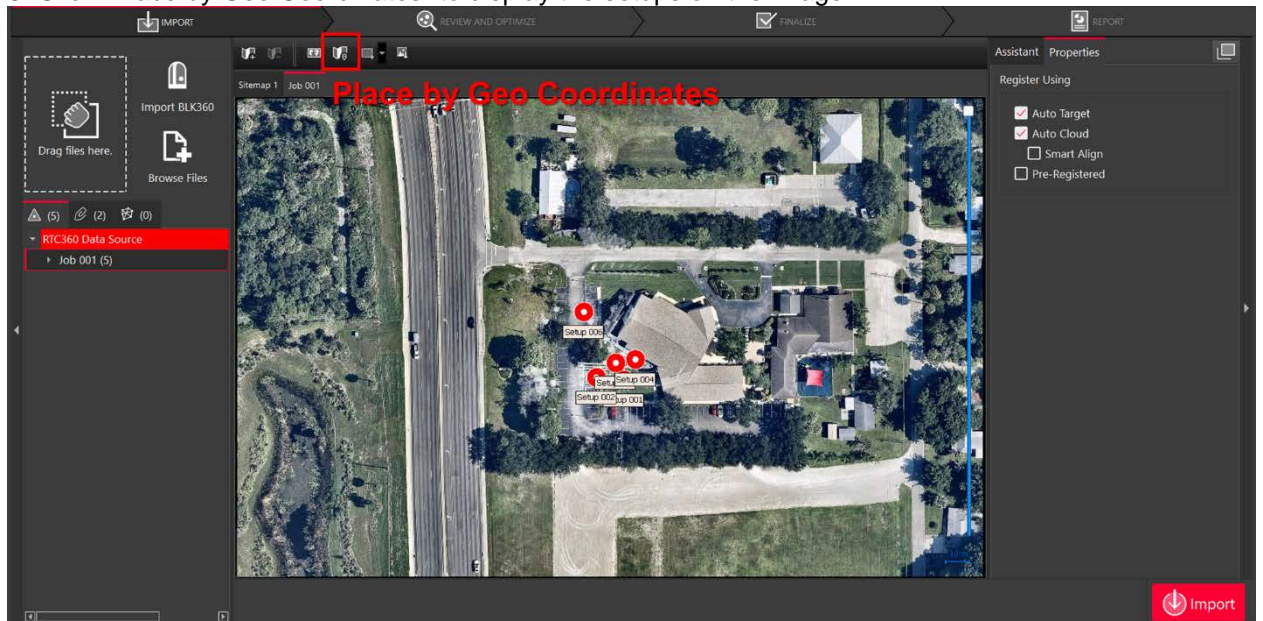 IMPORT
REVIEW AND OPTIMIZE
FINALIZE
REPORT
Import BLK360
Drag files here.
Browse Files
(5) (2) (0)
RTC360 Data Source
Job 001 (5)
Sitemap 1 Job 001
Place by Geo Coordinates
Setup 006
Setup 004
Setup 002
Assistant Properties
Register Using
Auto Target
Auto Cloud
Smart Align
Pre-Registered
Import